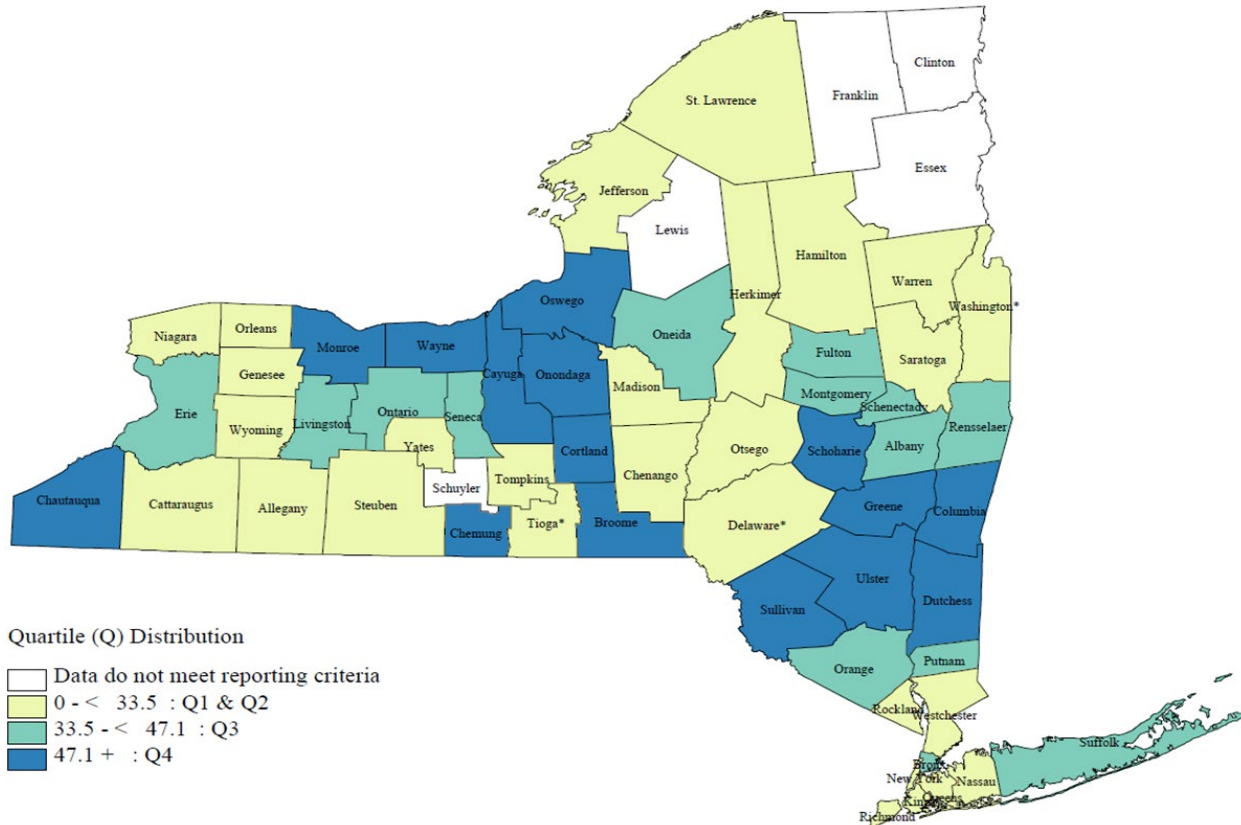 Clinton
Franklin
St. Lawrence
Essex
Jefferson
Lewis
Hamilton
Warren
Washington*
Herkimer
Oswego
Oneida
Niagara
Orleans
Monroe
Wayne
Fulton
Saratoga
Genesee
Cayuga
Onondaga
Madison
Montgomery
Schenectady
Erie
Wyoming
Livingston
Ontario
Seneca
Rensselaer
Yates
Cortland
Otsego
Schoharie
Albany
Chautauqua
Cattaraugus
Allegany
Steuben
Schuyler
Tompkins
Chenango
Greene
Columbia
Chemung
Tioga*
Broome
Delaware*
Ulster
Sullivan
Dutchess
Orange
Putnam
Rockland
Westchester
Suffolk
Bronx
New York
Nassau
Queens
Kings
Richmond
Quartile (Q) Distribution
Data do not meet reporting criteria
0 - < 33.5 : Q1 & Q2
33.5 - < 47.1 : Q3
47.1 + : Q4